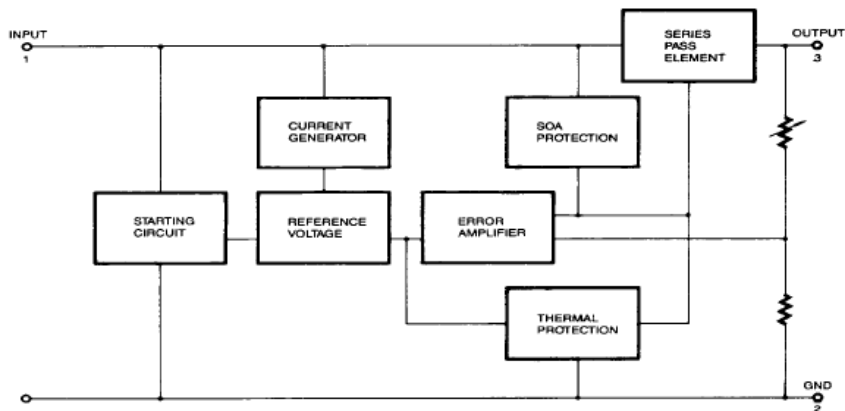 INPUT
1
SERIES
PASS
ELEMENT
OUTPUT
3
CURRENT
GENERATOR
SOA
PROTECTION
STARTING
CIRCUIT
REFERENCE
VOLTAGE
ERROR
AMPLIFIER
THERMAL
PROTECTION
GND
2